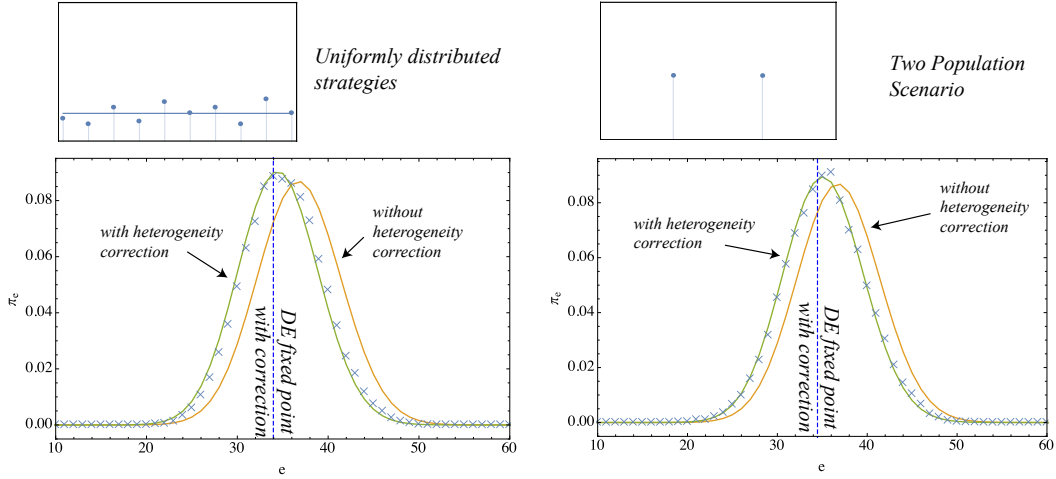 Uniformly distributed
strategies
Two Population
Scenario
0.08
0.06
0.04
0.02
0.00
πe
with heterogeneity
correction
without
heterogeneity
correction
DE fixed point
with correction
10 20 30 40 50 60
e
0.08
0.06
0.04
0.02
0.00
πe
with heterogeneity
correction
without
heterogeneity
correction
DE fixed point
with correction
10 20 30 40 50 60
e